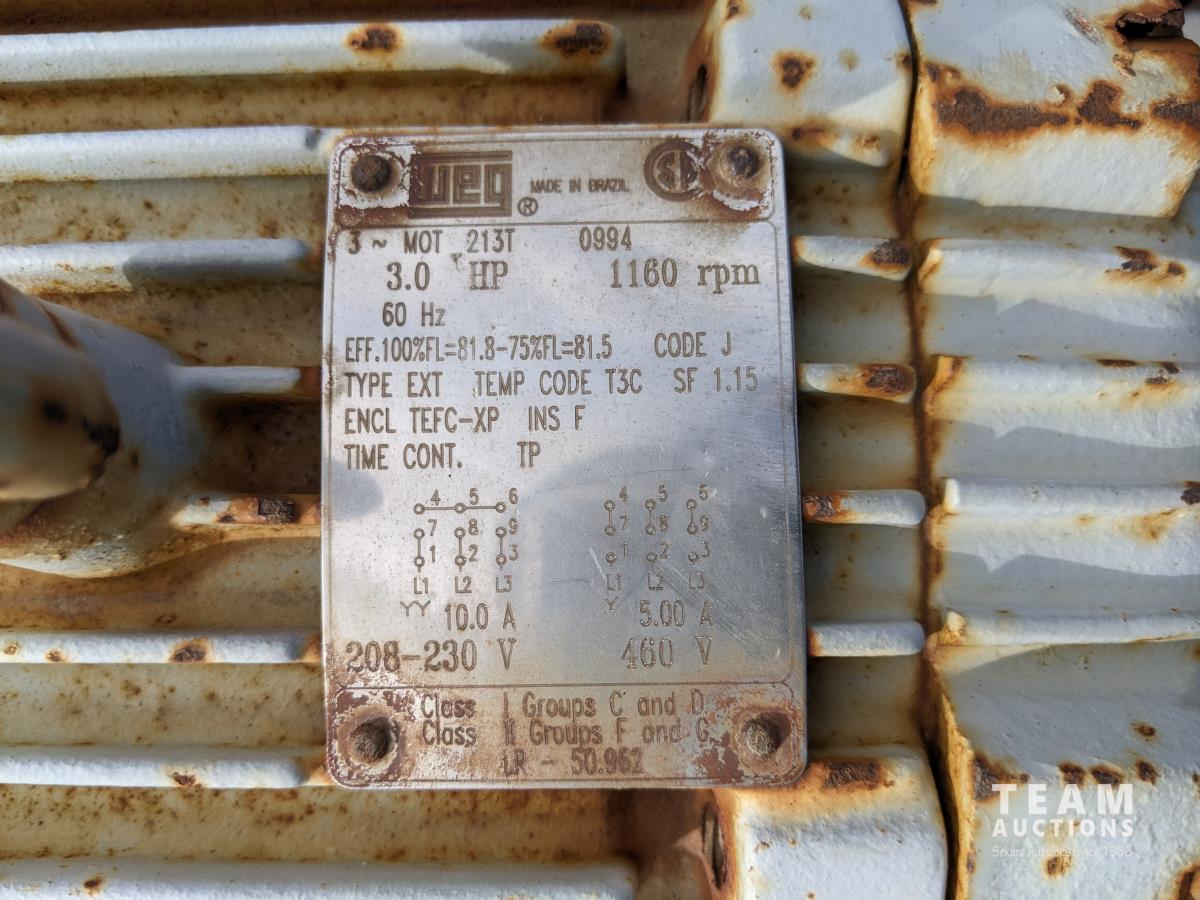 WEG ® MADE IN BRAZIL
3 ~ MOT 213T 0994
3.0 HP 1160 rpm
60 Hz
EFF.100%FL=81.8-75%FL=81.5 CODE J
TYPE EXT TEMP CODE T3C SF 1.15
ENCL TEFC-XP INS F
TIME CONT. TP
4 5 6 4 5 6
7 8 9 7 8 9
1 2 3 1 2 3
L1 L2 L3 L1 L2 L3
YY 10.0 A Y 5.00 A
208-230 V 460 V
Class I Groups C and D
Class II Groups F and G
LR - 50.962
TEAM
AUCTIONS
Sekura Auctions Since 1966